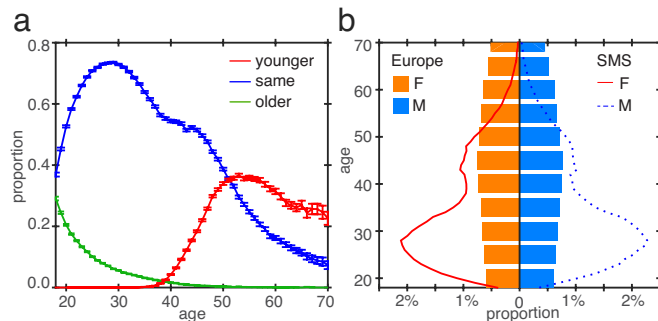 a
0.8
0.6
0.4
0.2
0.0
proportion
20 30 40 50 60 70
age
younger
same
older
b
70
60
50
40
30
20
age
Europe
F
M
SMS
F
M
2% 1% 0 1% 2%
proportion